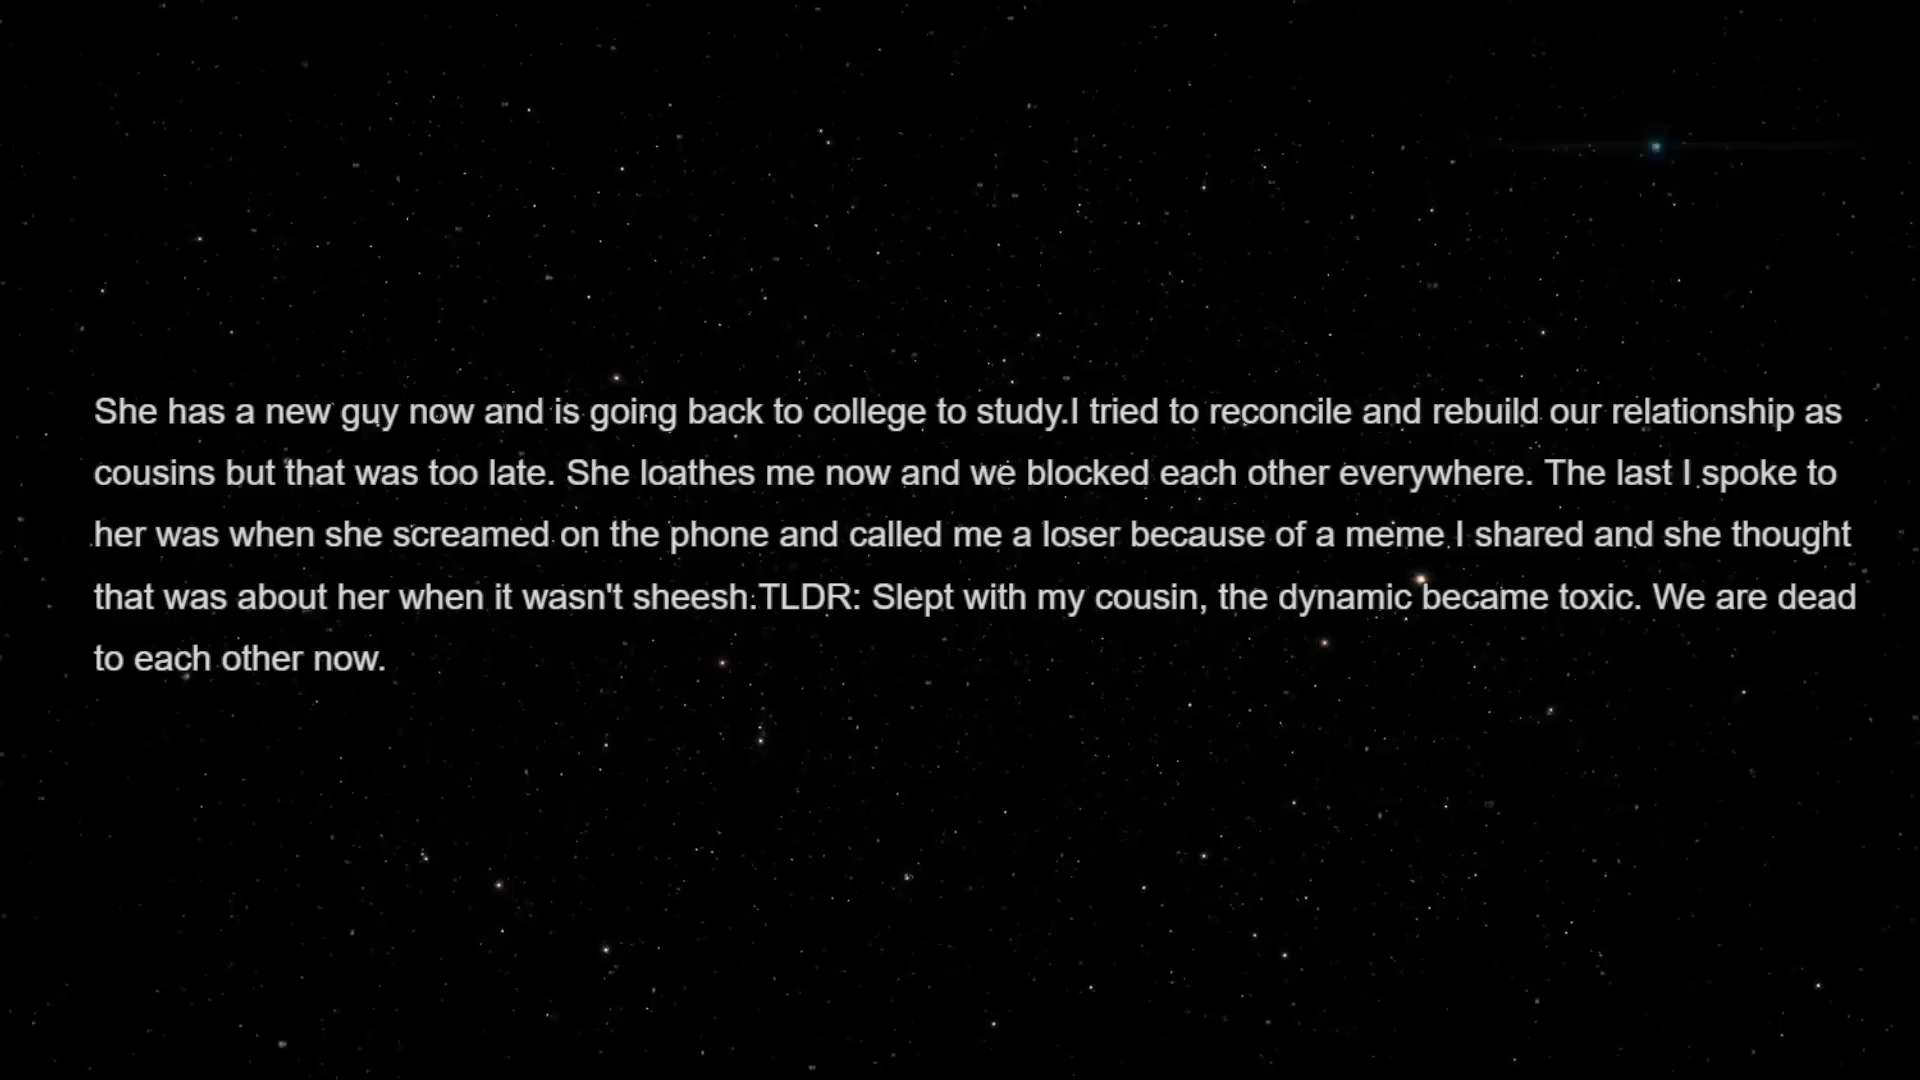 She has a new guy now and is going back to college to study.I tried to reconcile and rebuild our relationship as
cousins but that was too late. She loathes me now and we blocked each other everywhere. The last I spoke to
her was when she screamed on the phone and called me a loser because of a meme I shared and she thought
that was about her when it wasn't sheesh.TLDR: Slept with my cousin, the dynamic became toxic. We are dead
to each other now.